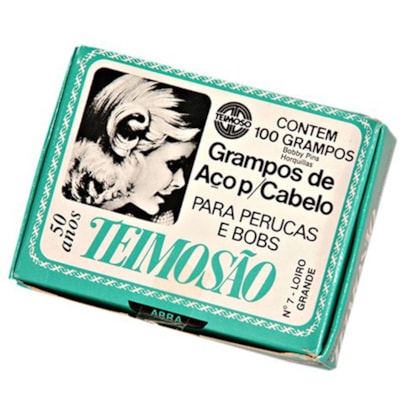 TEIMOSO
CONTEM
100 GRAMPOS
Bobby Pins
Horquillas
Grampos de
Aço p/Cabelo
PARA PERUCAS
E BOBS
50
anos
TEIMOSÃO
Nº 7 - LOIRO
GRANDE
ABBA